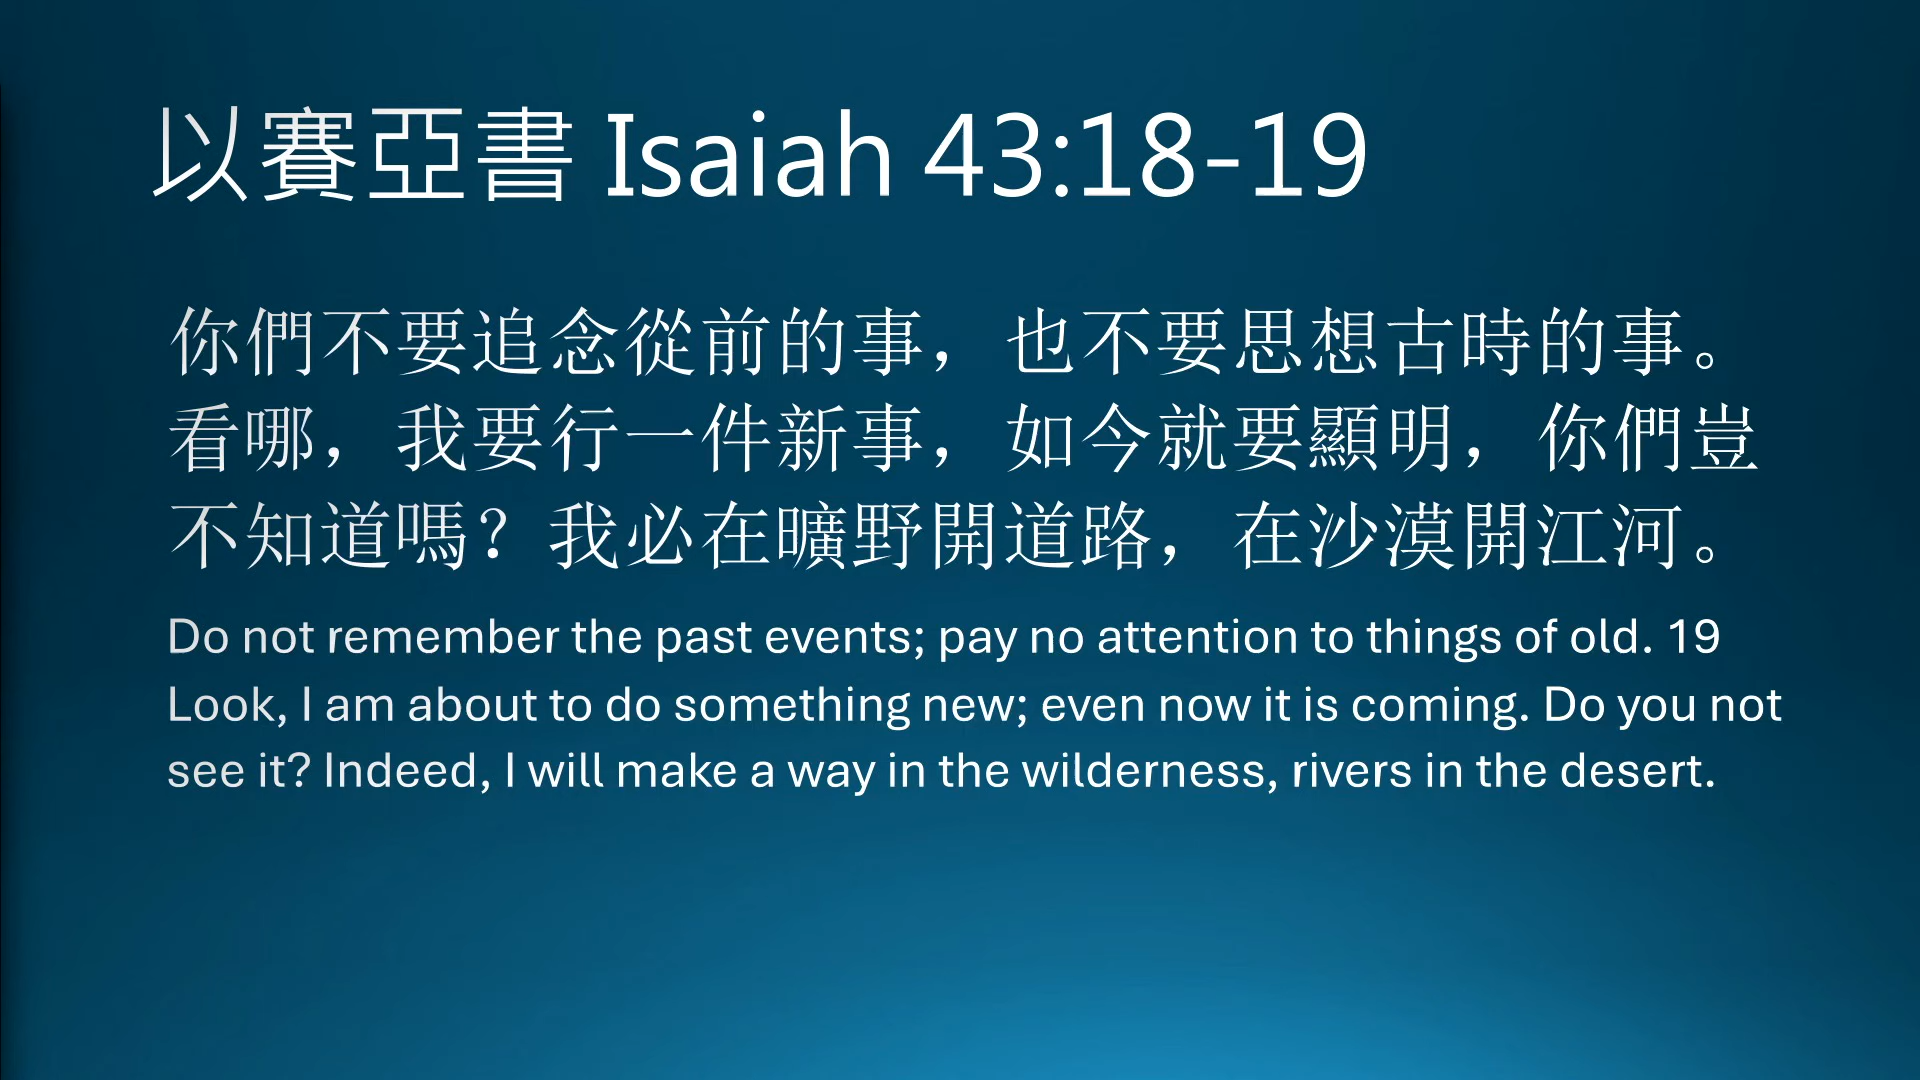 以賽亞書 Isaiah 43:18-19
你們不要追念從前的事，也不要思想古時的事。
看哪，我要行一件新事，如今就要顯明，你們豈
不知道嗎？我必在曠野開道路，在沙漠開江河。
Do not remember the past events; pay no attention to things of old. 19
Look, I am about to do something new; even now it is coming. Do you not
see it? Indeed, I will make a way in the wilderness, rivers in the desert.